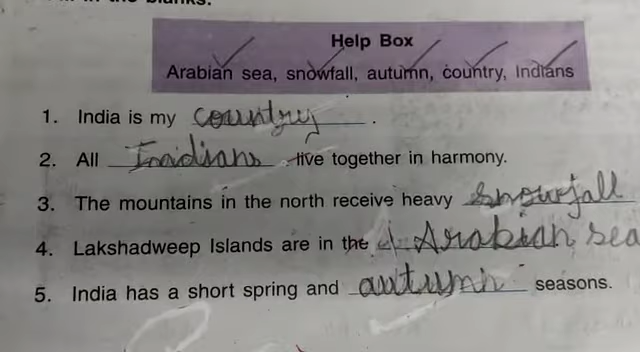 Help Box
Arabian sea, snowfall, autumn, country, Indians
1. India is my country.
2. All Inidians live together in harmony.
3. The mountains in the north receive heavy snowfall
4. Lakshadweep Islands are in the Arabian sea
5. India has a short spring and autumn seasons.